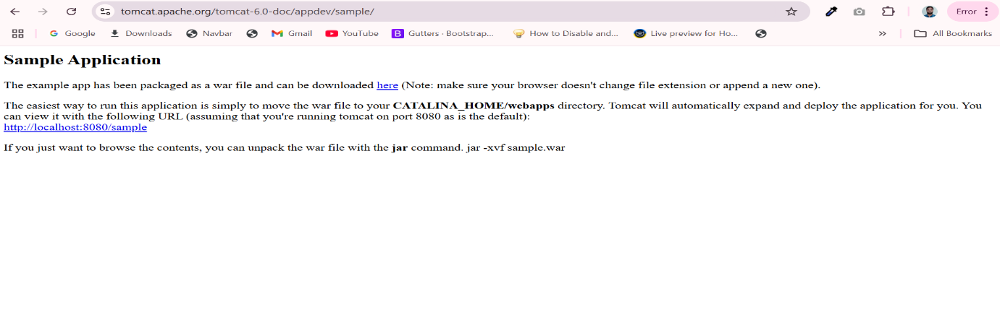 tomcat.apache.org/tomcat-6.0-doc/appdev/sample/
Error
Google
Downloads
Navbar
Gmail
YouTube
B
Gutters · Bootstrap...
How to Disable and...
Live preview for Ho...
»
All Bookmarks
Sample Application
The example app has been packaged as a war file and can be downloaded here (Note: make sure your browser doesn't change file extension or append a new one).
The easiest way to run this application is simply to move the war file to your CATALINA_HOME/webapps directory. Tomcat will automatically expand and deploy the application for you. You
can view it with the following URL (assuming that you're running tomcat on port 8080 as is the default):
http://localhost:8080/sample
If you just want to browse the contents, you can unpack the war file with the jar command. jar -xvf sample.war